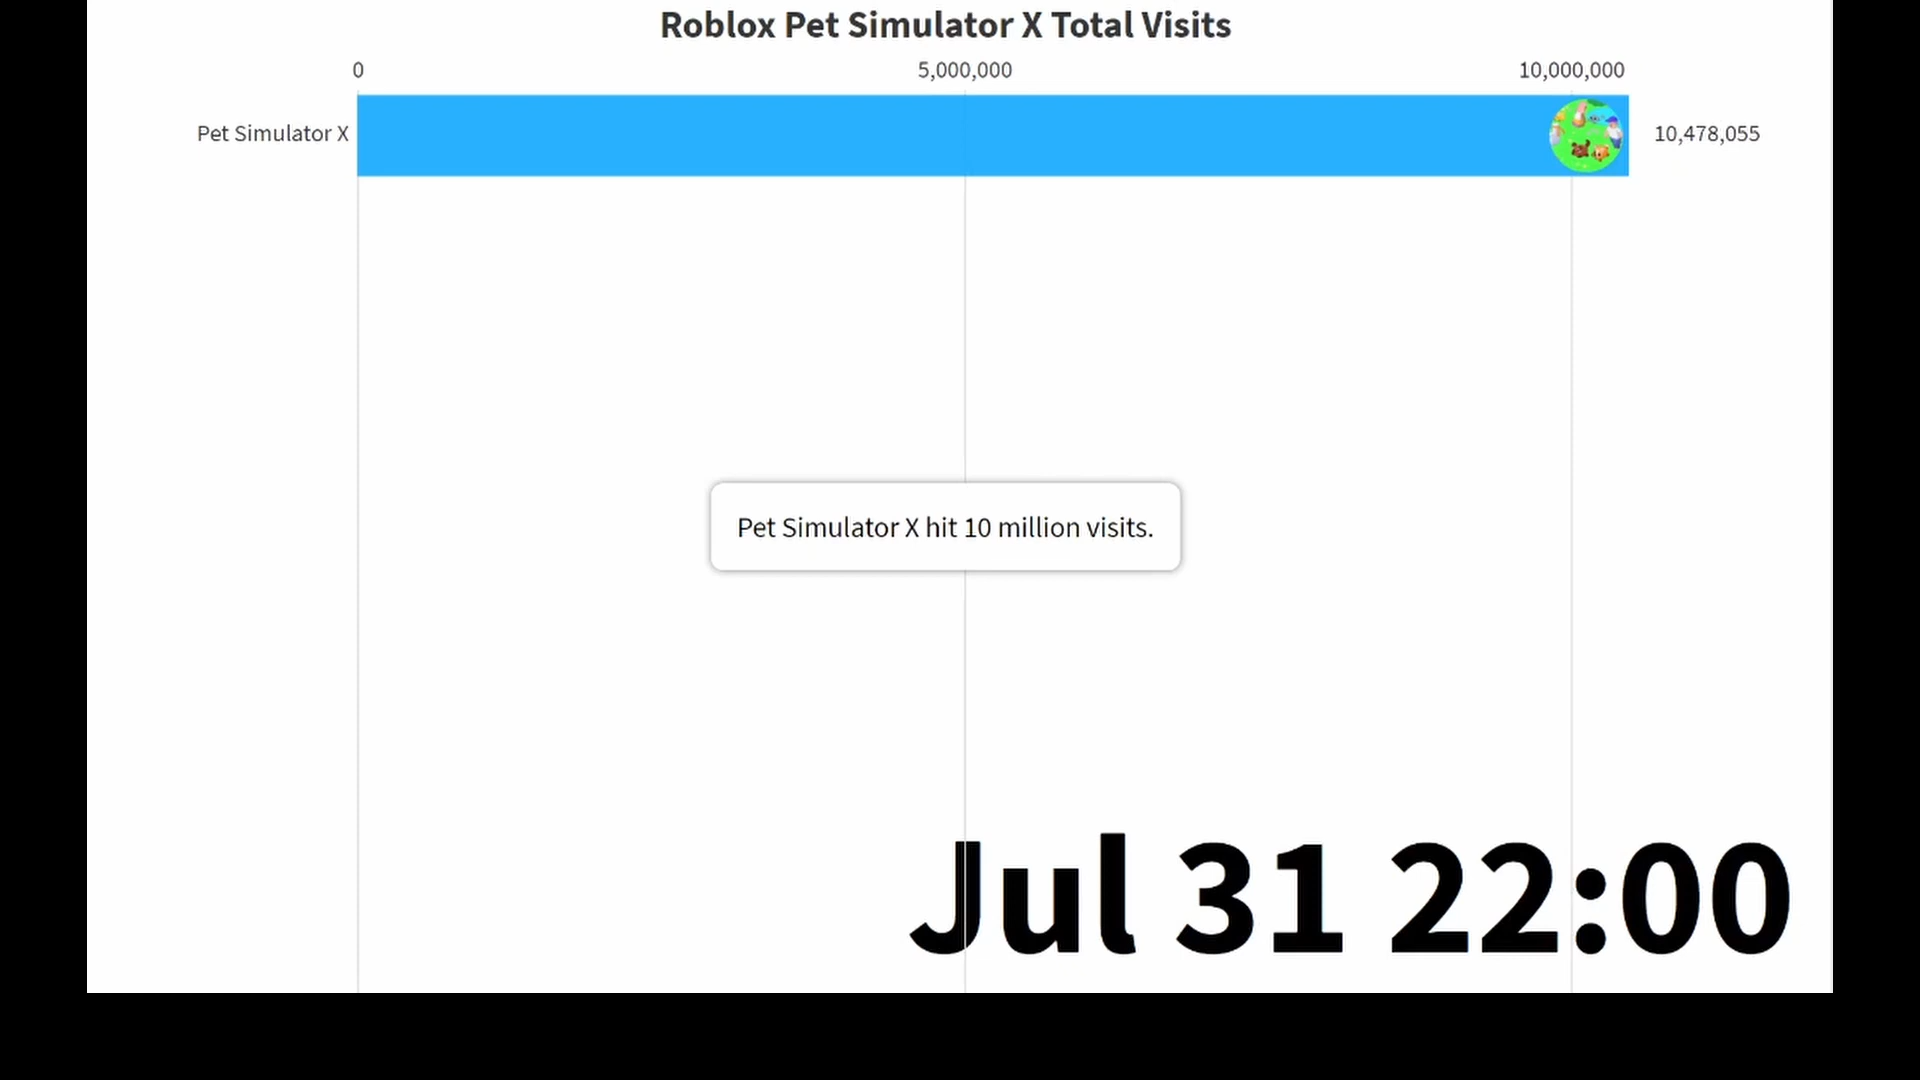 Roblox Pet Simulator X Total Visits
0 5,000,000 10,000,000
Pet Simulator X 10,478,055
Pet Simulator X hit 10 million visits.
Jul 31 22:00